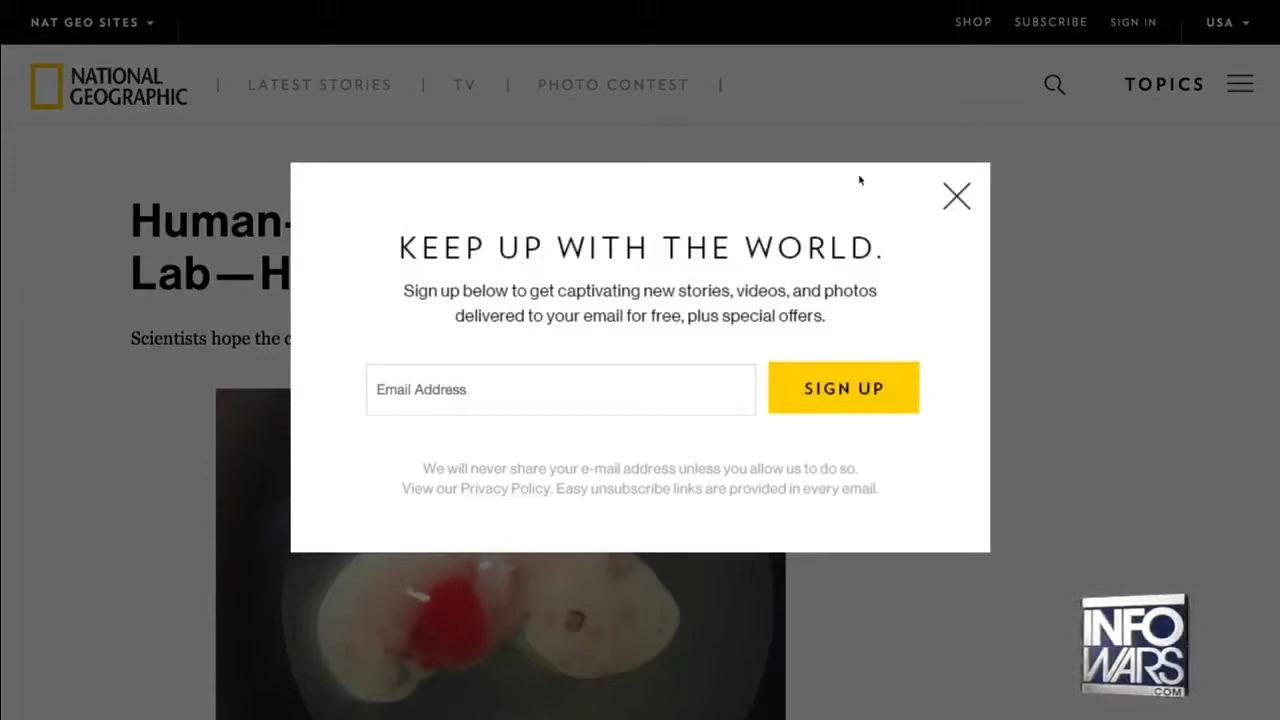 NAT GEO SITES
SHOP SUBSCRIBE SIGN IN USA
NATIONAL
GEOGRAPHIC
LATEST STORIES TV PHOTO CONTEST
TOPICS
Human-
Lab—H
Scientists hope the c
KEEP UP WITH THE WORLD.
Sign up below to get captivating new stories, videos, and photos
delivered to your email for free, plus special offers.
Email Address
SIGN UP
We will never share your e-mail address unless you allow us to do so.
View our Privacy Policy. Easy unsubscribe links are provided in every email.
INFO
WARS
.COM